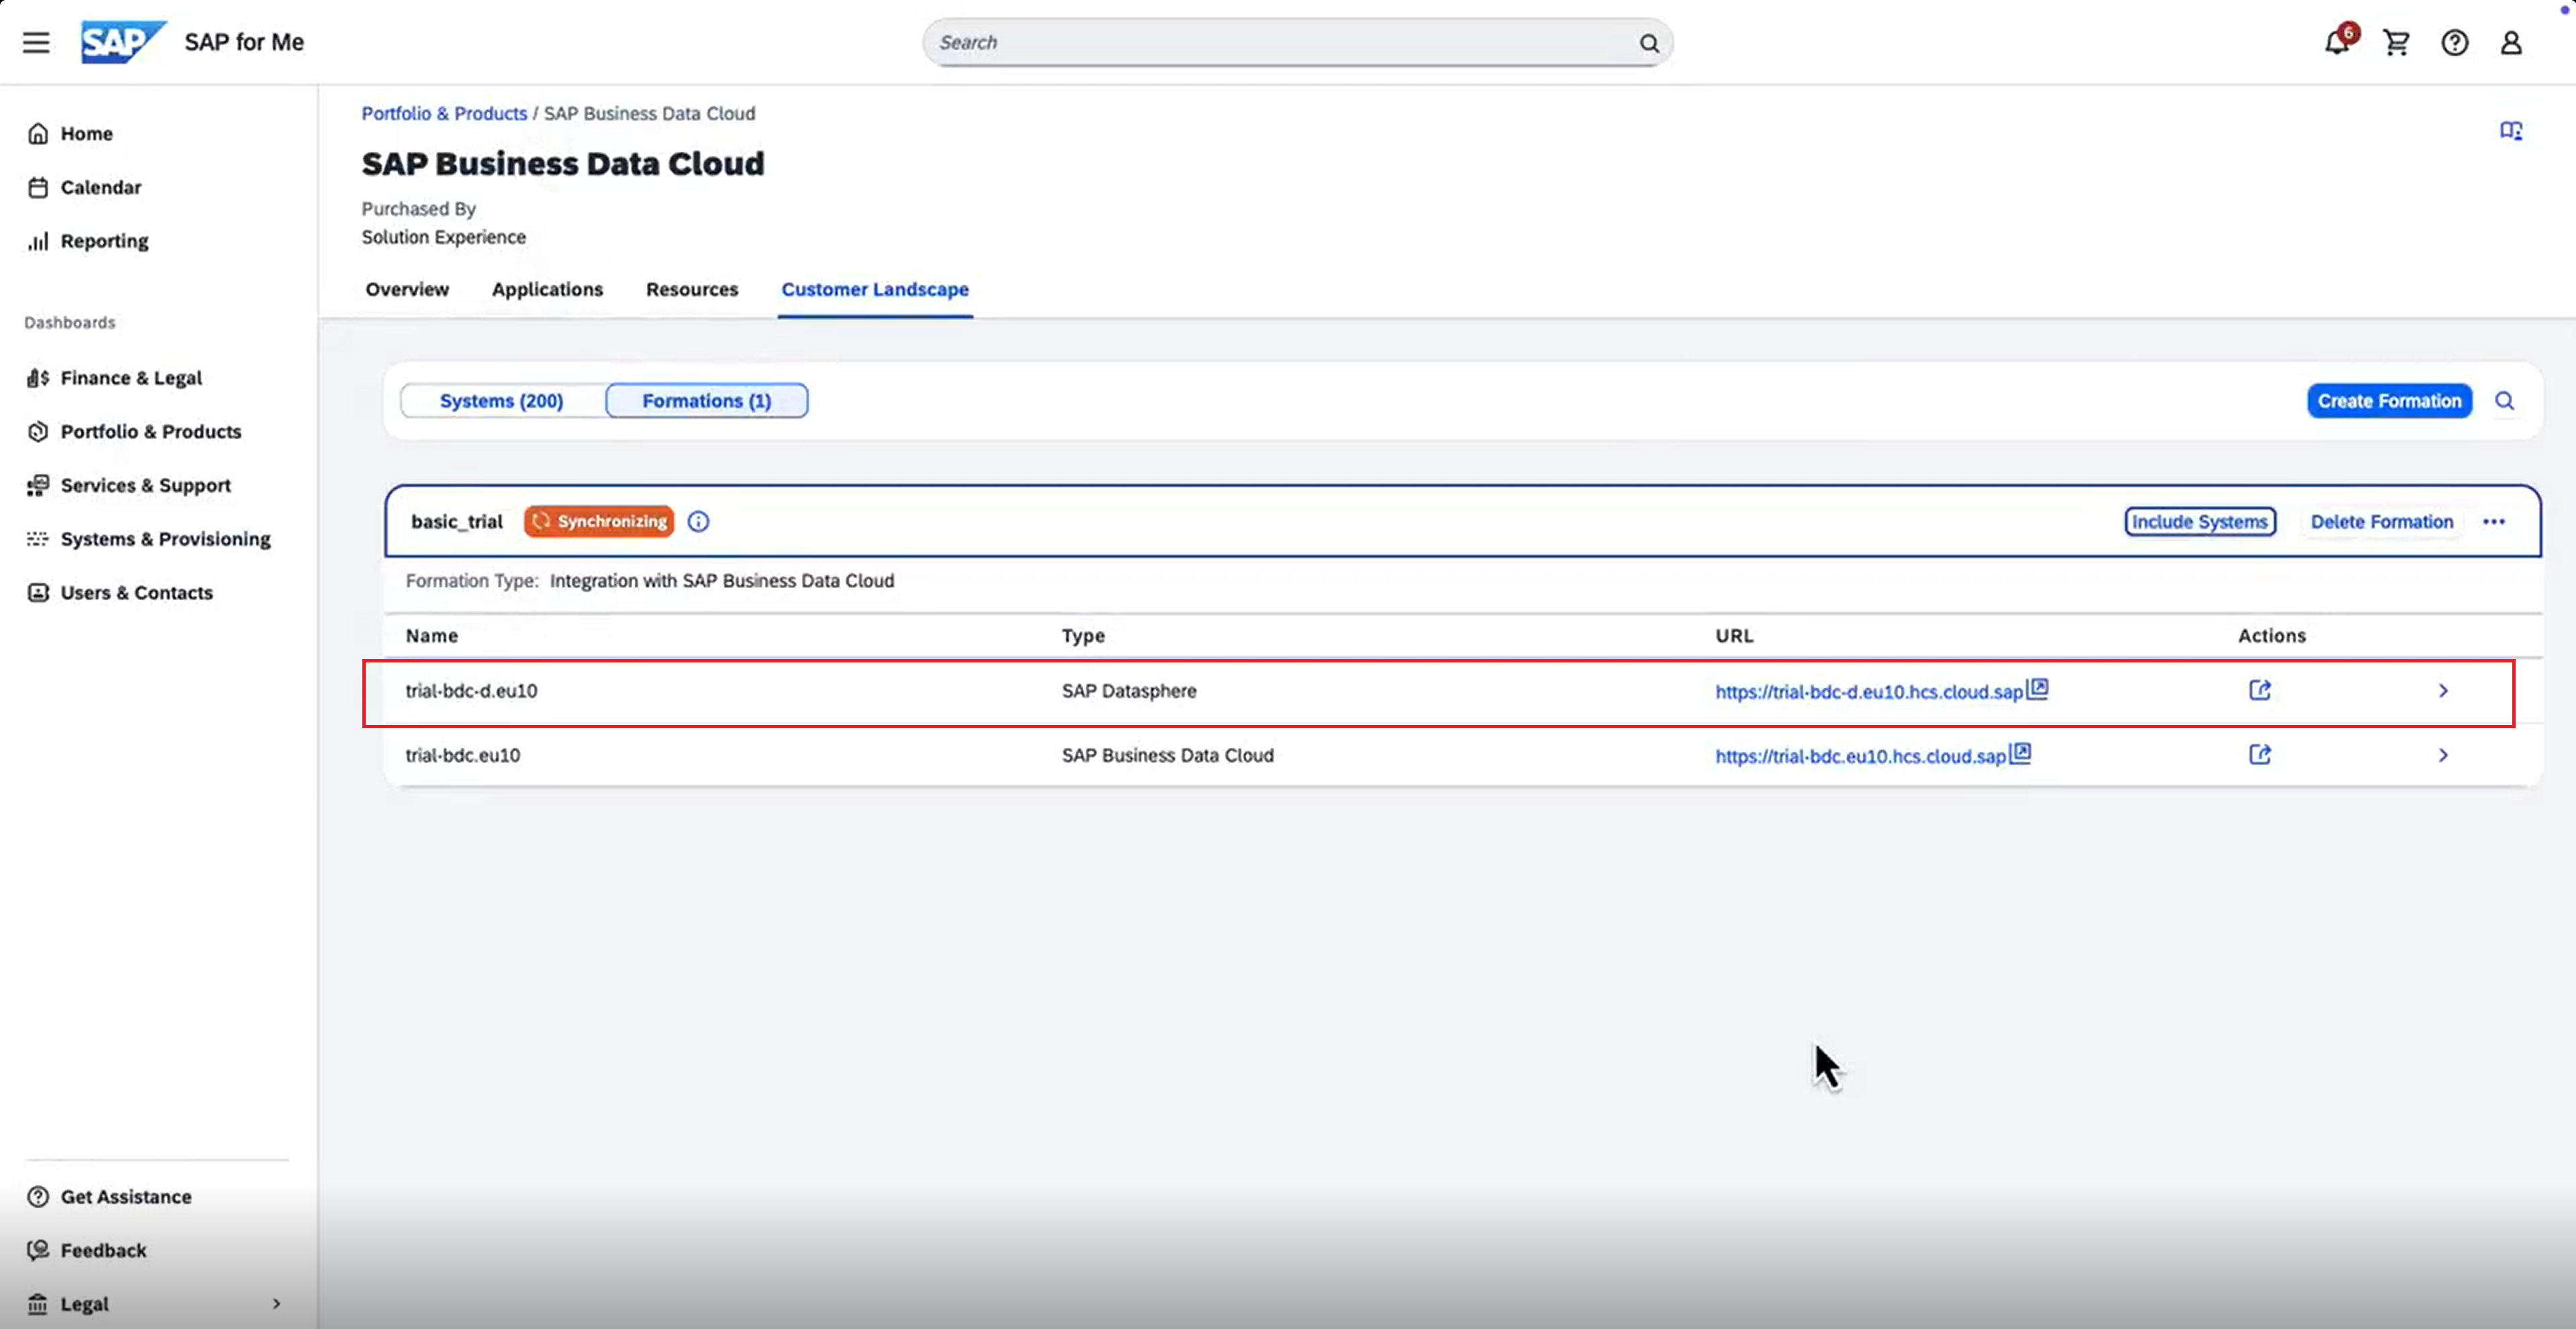 SAP SAP for Me
Search
6
Home
Calendar
Reporting
Dashboards
Finance & Legal
Portfolio & Products
Services & Support
Systems & Provisioning
Users & Contacts
Get Assistance
Feedback
Legal
Portfolio & Products / SAP Business Data Cloud
SAP Business Data Cloud
Purchased By
Solution Experience
Overview Applications Resources Customer Landscape
Systems (200) Formations (1) Create Formation
basic_trial Synchronizing Include Systems Delete Formation
Formation Type: Integration with SAP Business Data Cloud
Name Type URL Actions
trial-bdc-d.eu10 SAP Datasphere https://trial-bdc-d.eu10.hcs.cloud.sap
trial-bdc.eu10 SAP Business Data Cloud https://trial-bdc.eu10.hcs.cloud.sap